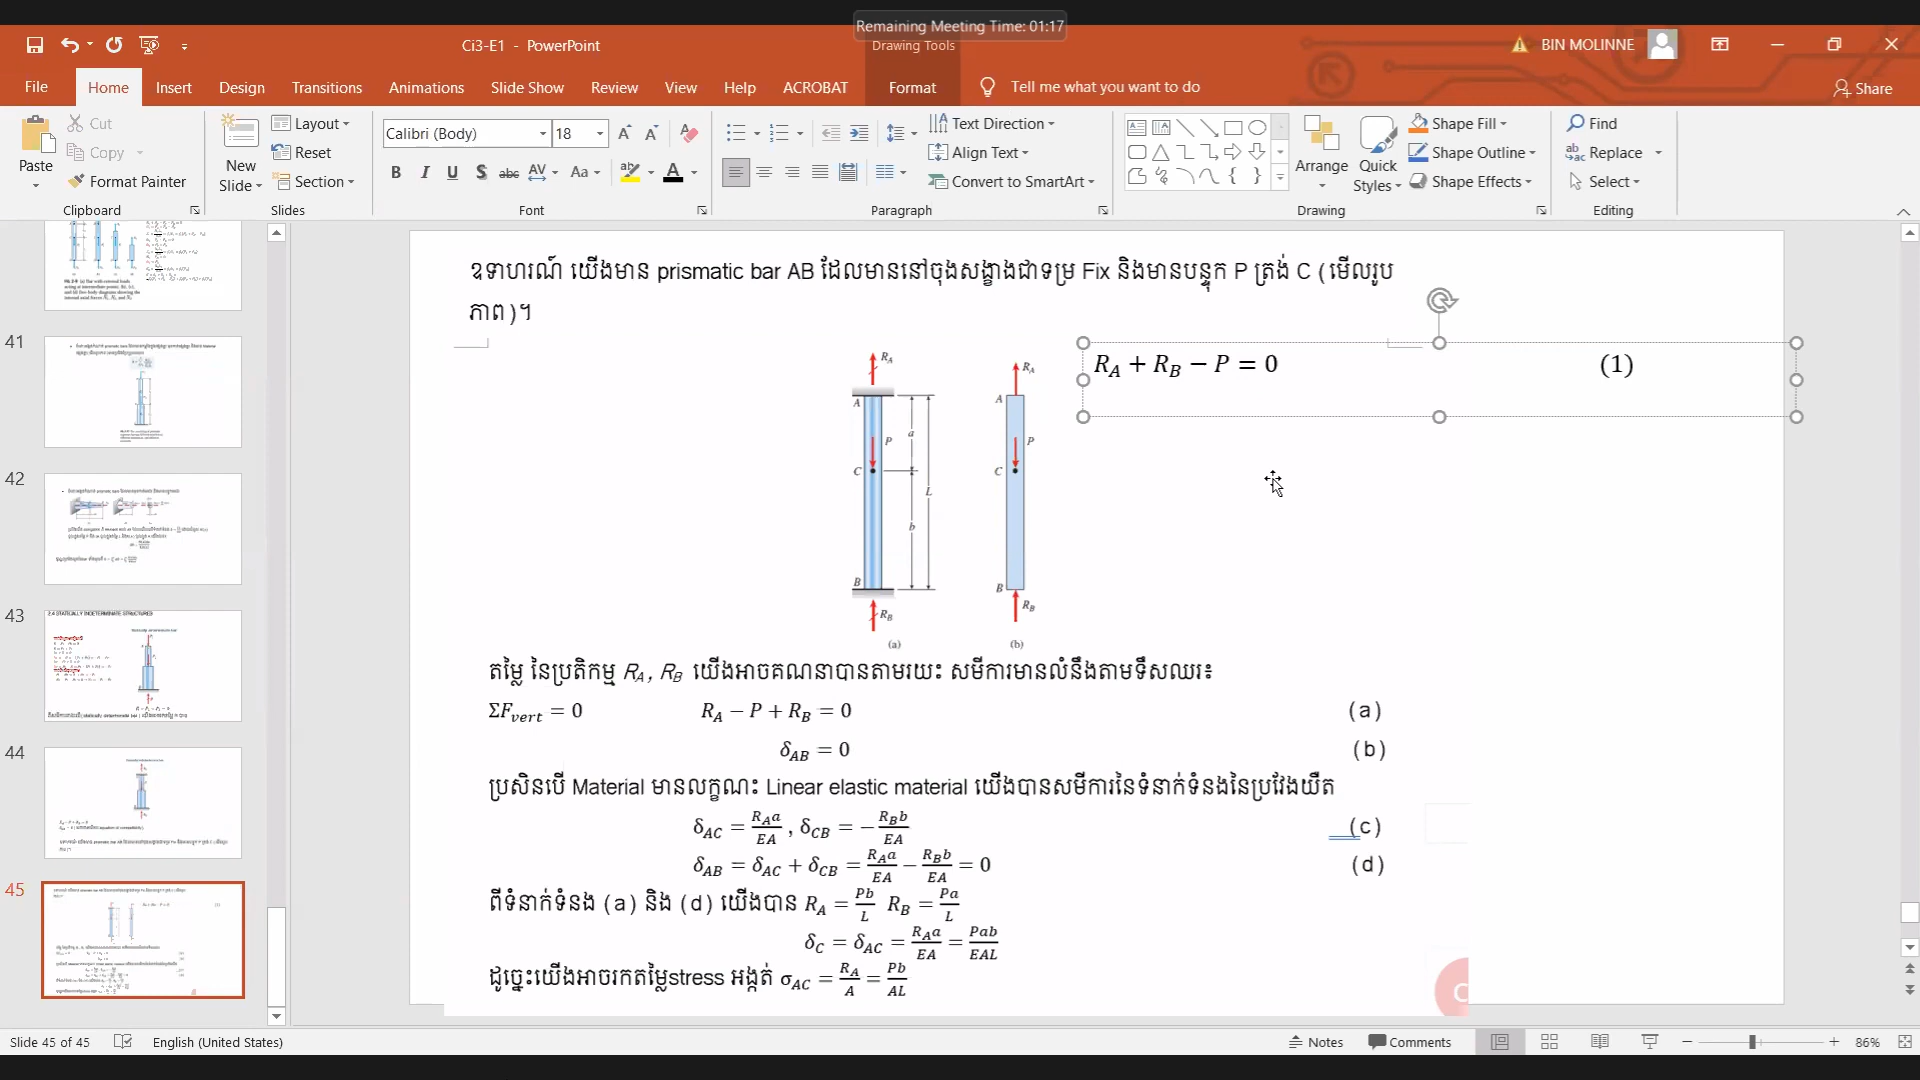 Remaining Meeting Time: 01:17
Ci3-E1 - PowerPoint
Drawing Tools
BIN MOLINNE
File Home Insert Design Transitions Animations Slide Show Review View Help ACROBAT Format Tell me what you want to do Share
Cut
Copy
Format Painter
Paste
Clipboard
New Slide
Layout
Reset
Section
Slides
Calibri (Body) 18
Font
Text Direction
Align Text
Convert to SmartArt
Paragraph
Arrange
Quick Styles
Shape Fill
Shape Outline
Shape Effects
Drawing
Find
Replace
Select
Editing
41
42
43
44
45
ឧទាហរណ៍ យើងមាន prismatic bar AB ដែលមាននៅចុងសង្ខាងជាទម្រ Fix និងមានបន្ទុក P ត្រង់ C (មើលរូប
ភាព)។
R_A + R_B − P = 0 (1)
R_A
A
P
a
C
L
b
B
R_B
(a)
R_A
A
P
C
B
R_B
(b)
តម្លៃ នៃប្រតិកម្ម R_A, R_B យើងអាចគណនាបានតាមរយះ សមីការមានលំនឹងតាមទឹសឈរ៖
ΣF_vert = 0 R_A − P + R_B = 0 (a)
δ_AB = 0 (b)
ប្រសិនបើ Material មានលក្ខណះ Linear elastic material យើងបានសមីការនៃទំនាក់ទំនងនៃប្រវែងយឺត
δ_AC = R_A a / EA , δ_CB = − R_B b / EA (c)
δ_AB = δ_AC + δ_CB = R_A a / EA − R_B b / EA = 0 (d)
ពីទំនាក់ទំនង (a) និង (d) យើងបាន R_A = Pb / L R_B = Pa / L
δ_C = δ_AC = R_A a / EA = Pab / EAL
ដូច្នេះយើងអាចរកតម្លៃstress អង្កត់ σ_AC = R_A / A = Pb / AL
Slide 45 of 45 English (United States) Notes Comments 86%